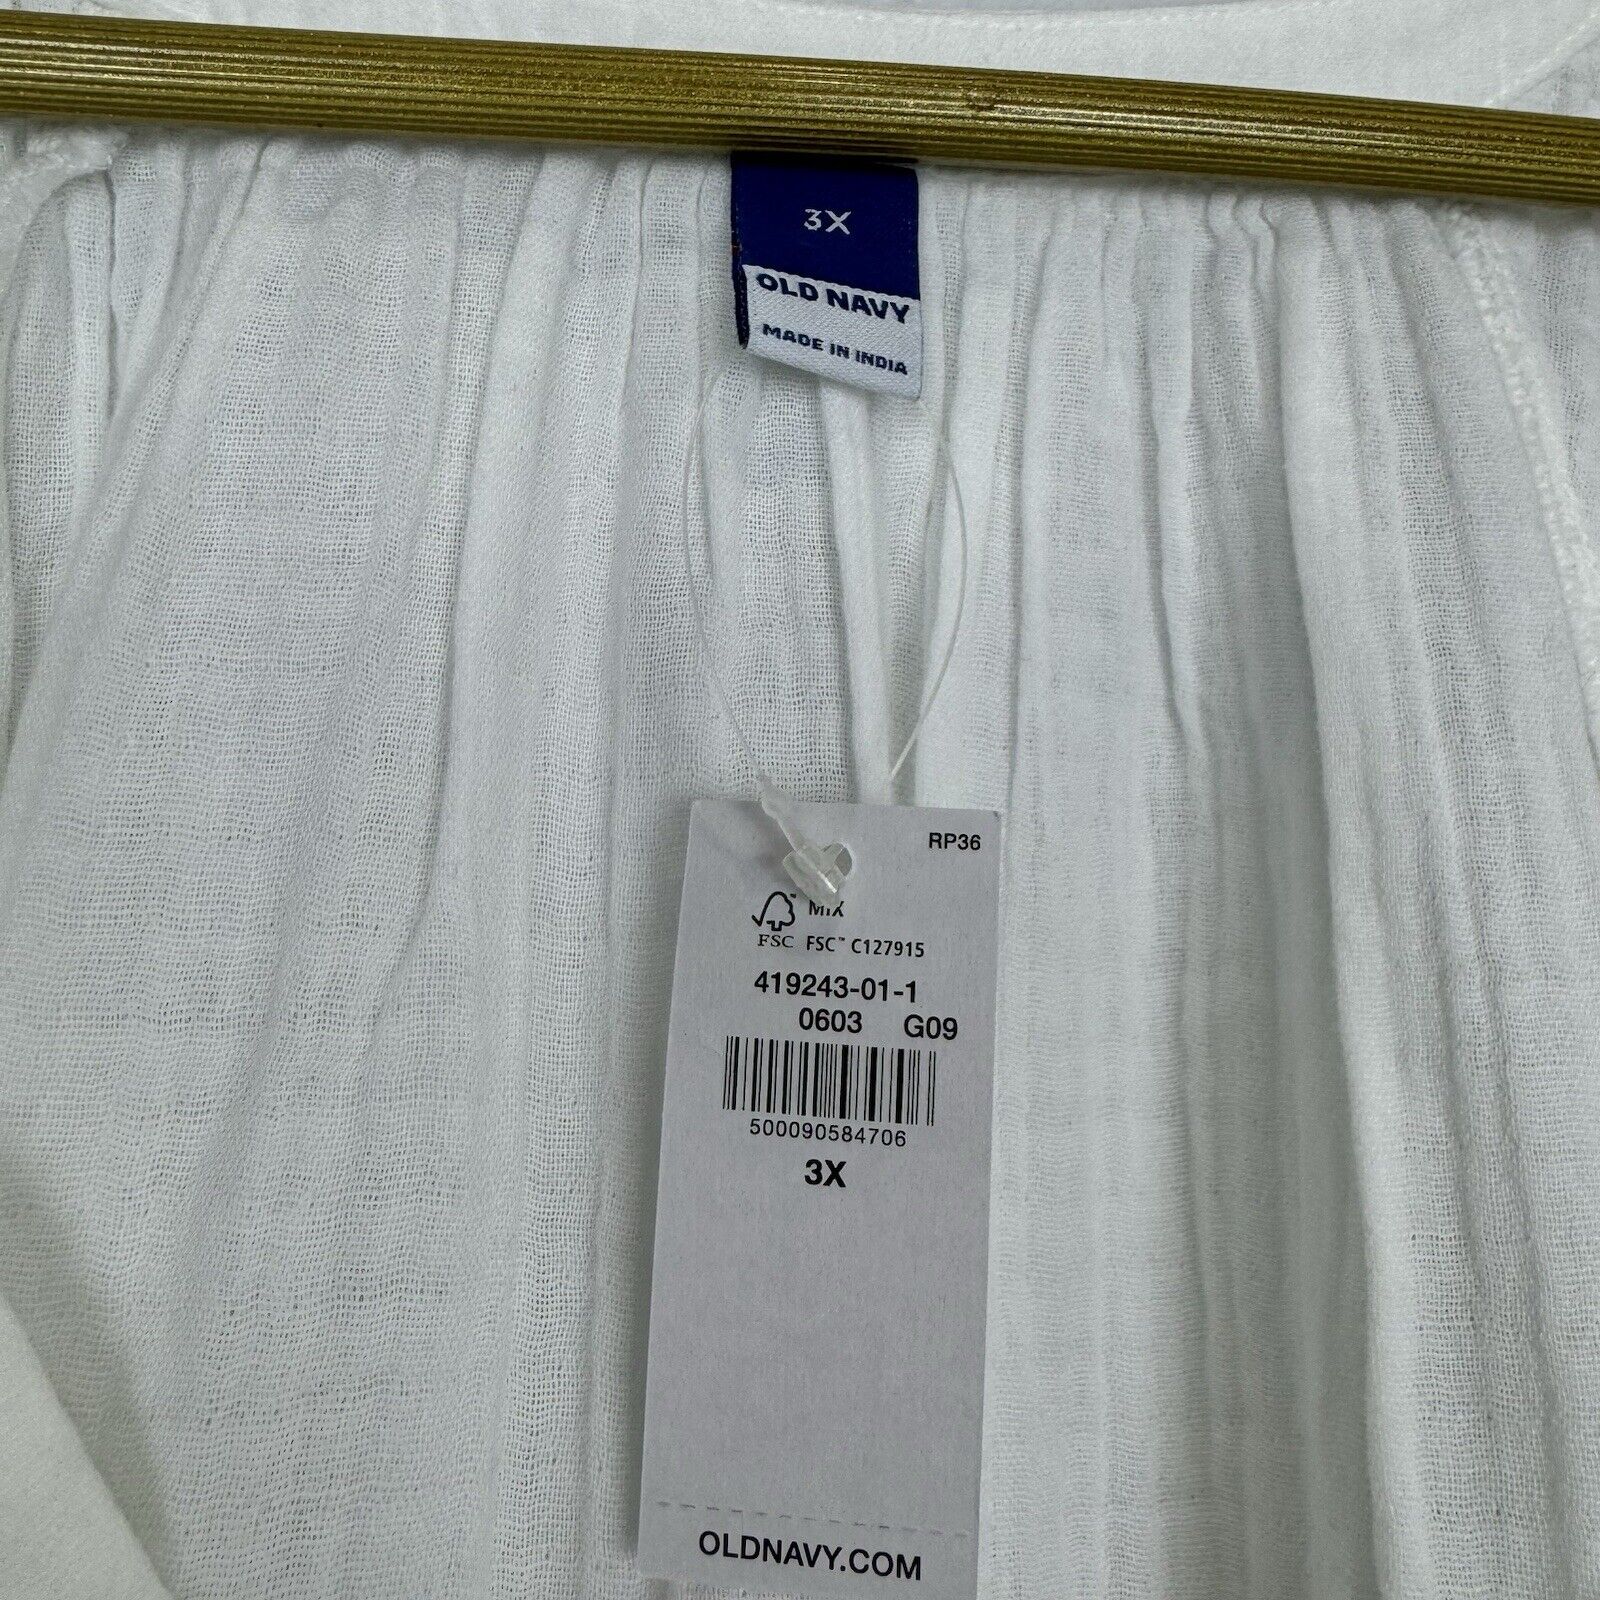 3X
OLD NAVY
MADE IN INDIA
RP36
MIX
FSC FSC™ C127915
419243-01-1
0603 G09
500090584706
3X
OLDNAVY.COM